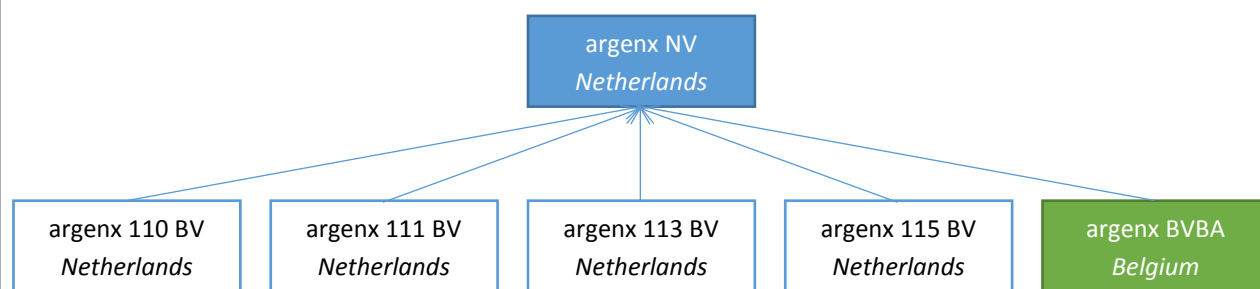 argenx NV
Netherlands
argenx 110 BV
Netherlands
argenx 111 BV
Netherlands
argenx 113 BV
Netherlands
argenx 115 BV
Netherlands
argenx BVBA
Belgium